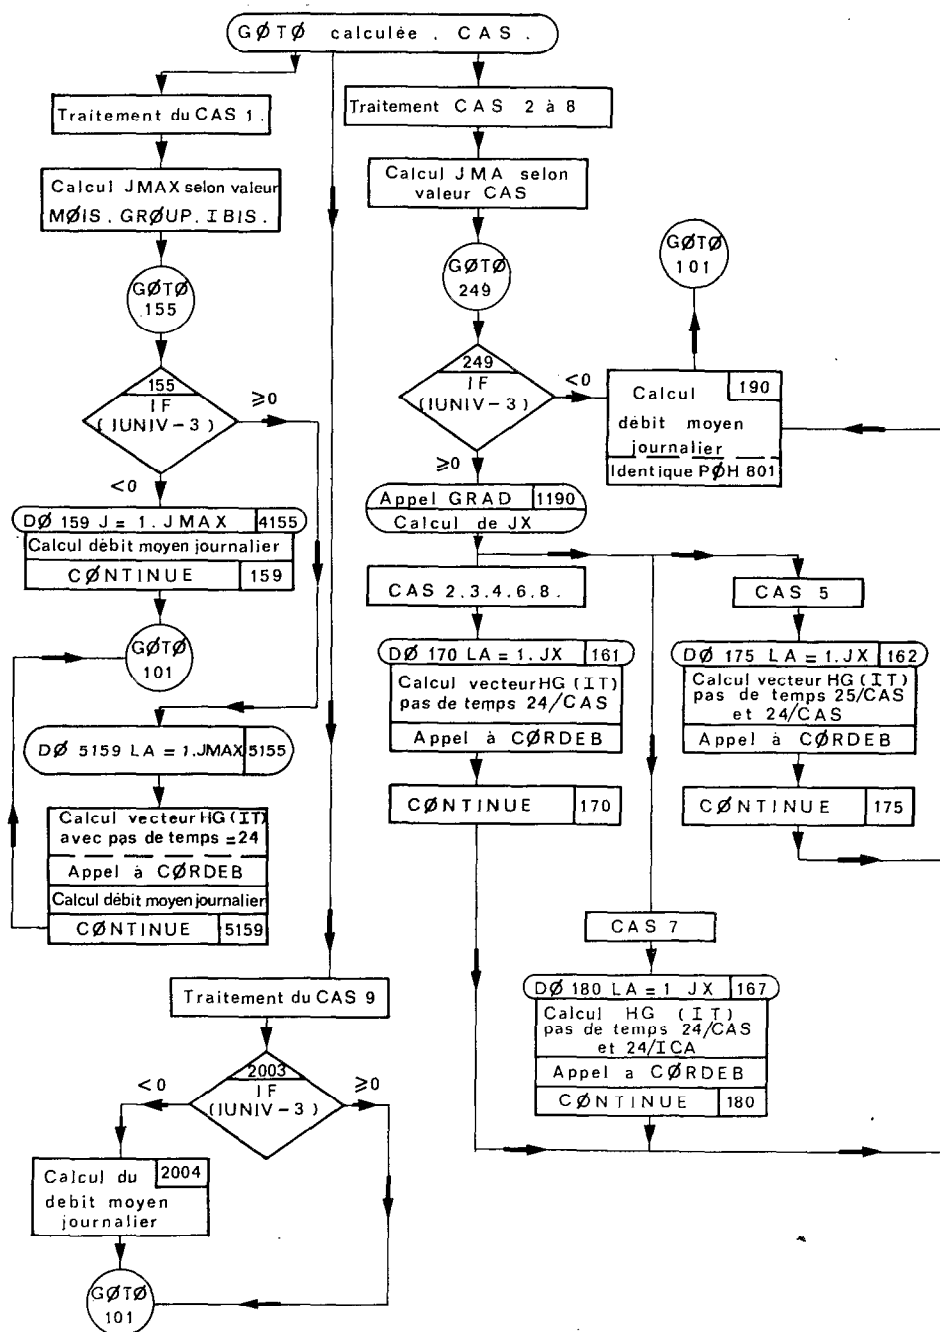 GØTØ calculée . CAS .
Traitement du CAS 1 .
Calcul JMAX selon valeur
MØIS . GRØUP . IBIS .
GØTØ
155
155
IF
(IUNIV – 3)
≥0
<0
DØ 159 J = 1 . JMAX 4155
Calcul débit moyen journalier
CØNTINUE 159
GØTØ
101
DØ 5159 LA = 1.JMAX 5155
Calcul vecteur HG (IT)
avec pas de temps = 24
Appel à CØRDEB
Calcul débit moyen journalier
CØNTINUE 5159
Traitement CAS 2 à 8
Calcul JMA selon
valeur CAS
GØTØ
249
249
IF
(IUNIV – 3)
<0
≥0
GØTØ
101
190
Calcul
débit moyen
journalier
Identique PØH 801
Appel GRAD 1190
Calcul de JX
CAS 2.3.4.6.8.
DØ 170 LA = 1.JX 161
Calcul vecteur HG (IT)
pas de temps 24/CAS
Appel à CØRDEB
CØNTINUE 170
CAS 5
DØ 175 LA = 1.JX 162
Calcul vecteur HG (IT)
pas de temps 25/CAS
et 24/CAS
Appel à CØRDEB
CØNTINUE 175
CAS 7
DØ 180 LA = 1 JX 167
Calcul HG (IT)
pas de temps 24/CAS
et 24/ICA
Appel a CØRDEB
CØNTINUE 180
Traitement du CAS 9
2003
IF
(IUNIV – 3)
<0
≥0
Calcul du 2004
debit moyen
journalier
GØTØ
101